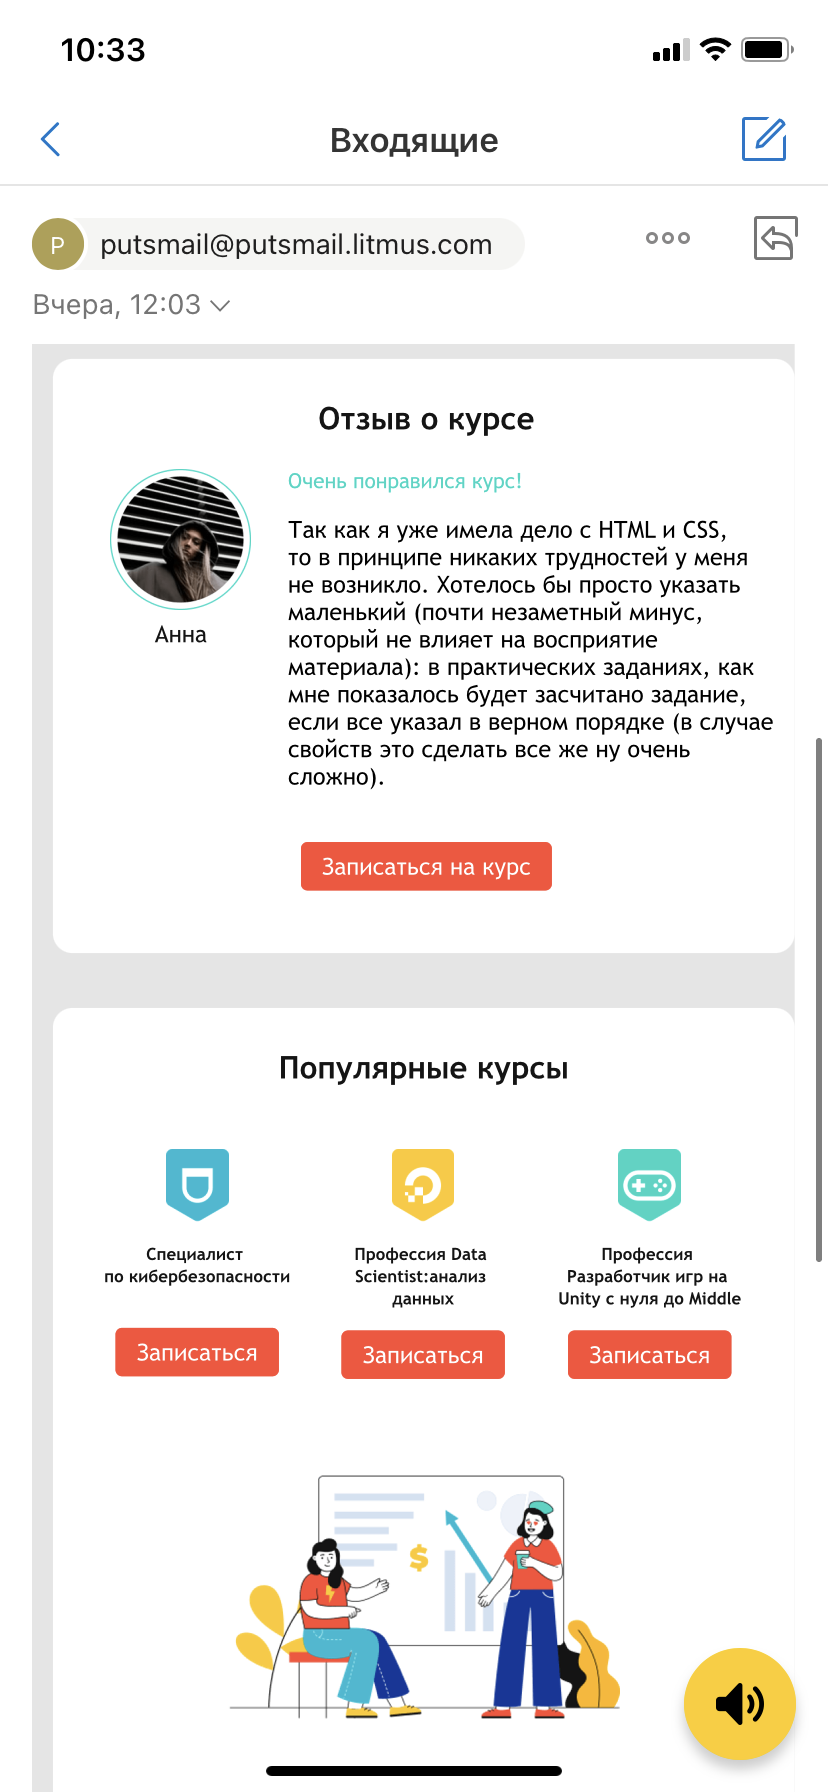 10:33
Входящие
P
putsmail@putsmail.litmus.com
Вчера, 12:03
Отзыв о курсе
Очень понравился курс!
Так как я уже имела дело с HTML и CSS,
то в принципе никаких трудностей у меня
не возникло. Хотелось бы просто указать
маленький (почти незаметный минус,
который не влияет на восприятие
материала): в практических заданиях, как
мне показалось будет засчитано задание,
если все указал в верном порядке (в случае
свойств это сделать все же ну очень
сложно).
Анна
Записаться на курс
Популярные курсы
Специалист
по кибербезопасности
Записаться
Профессия Data
Scientist:анализ
данных
Записаться
Профессия
Разработчик игр на
Unity с нуля до Middle
Записаться
$